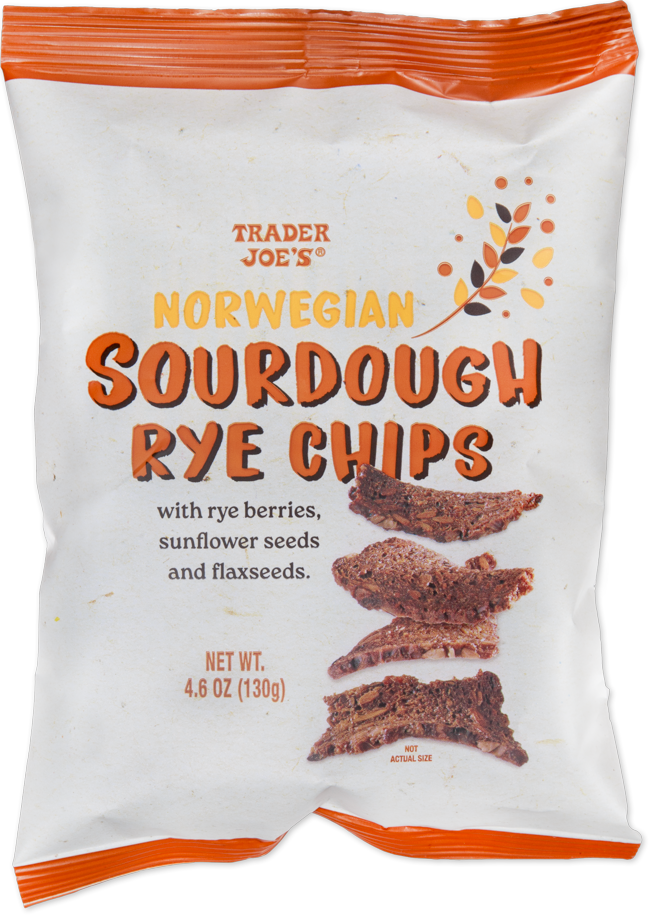 TRADER
JOE'S®
NORWEGIAN
SOURDOUGH
RYE CHIPS
with rye berries,
sunflower seeds
and flaxseeds.
NET WT.
4.6 OZ (130g)
NOT
ACTUAL SIZE